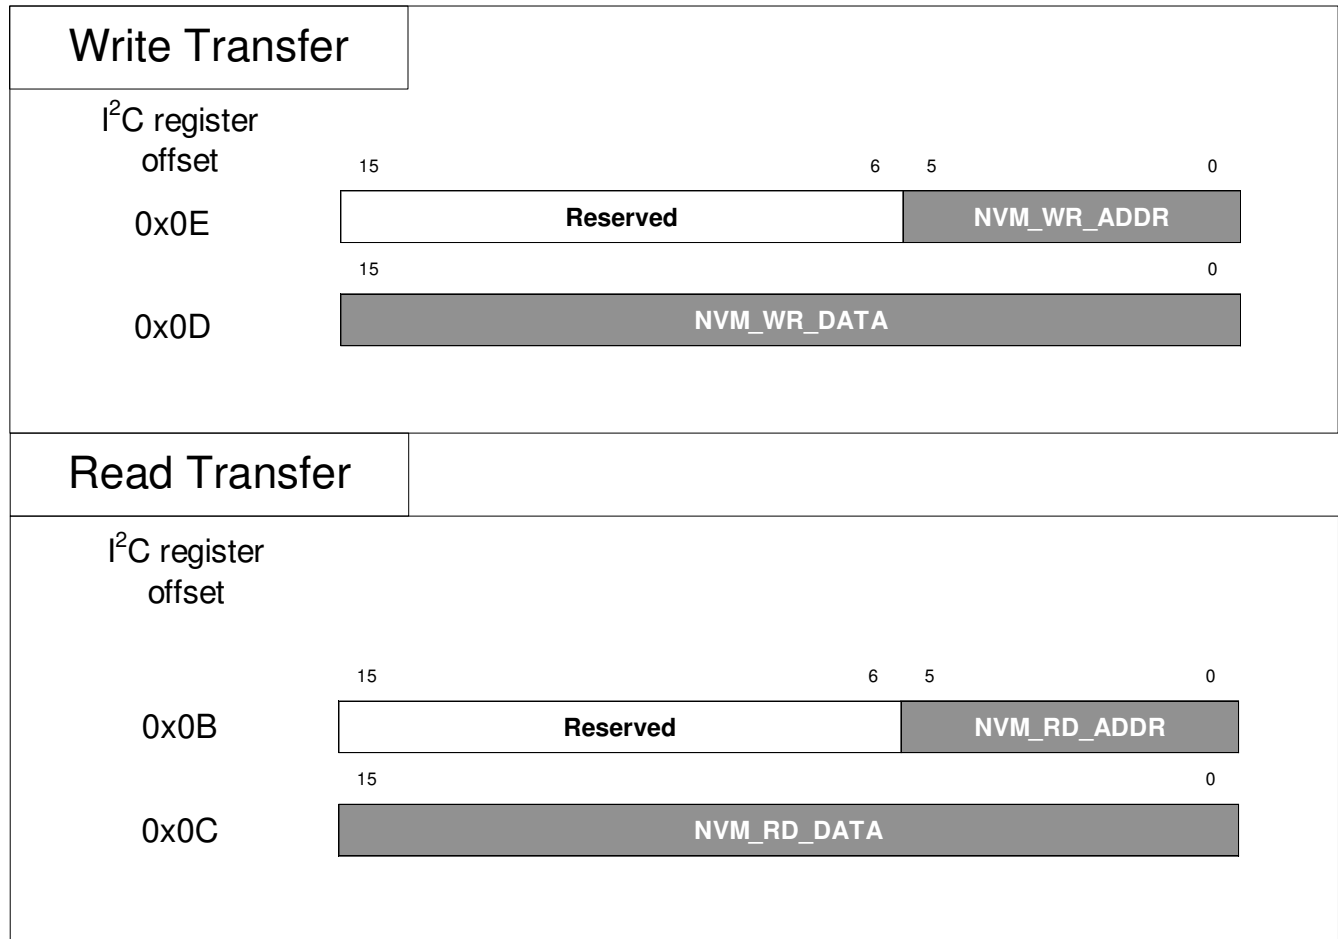 Write Transfer
I²C register
offset
15 6 5 0
0x0E Reserved NVM_WR_ADDR
15 0
0x0D NVM_WR_DATA
Read Transfer
I²C register
offset
15 6 5 0
0x0B Reserved NVM_RD_ADDR
15 0
0x0C NVM_RD_DATA